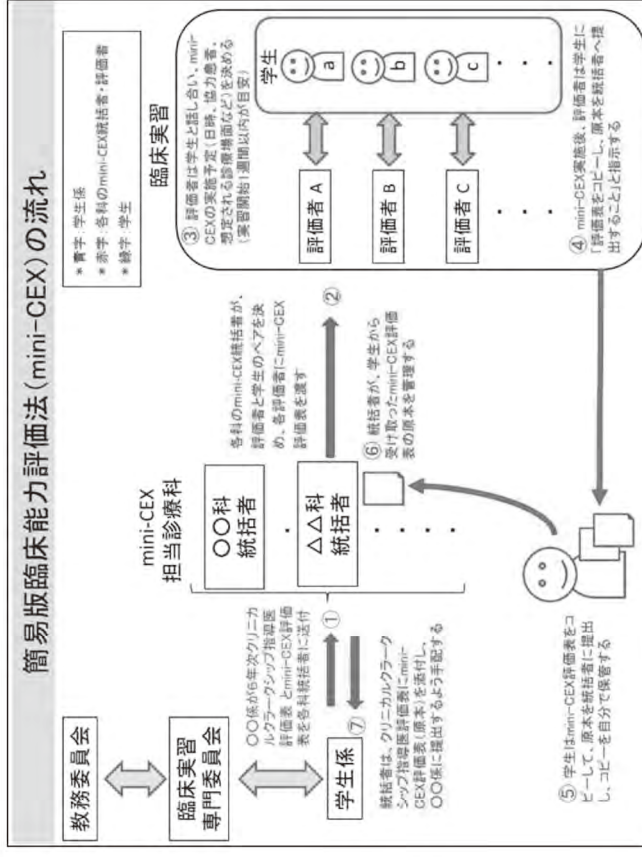 簡易版臨床能力評価法(mini-CEX)の流れ
*青字:学生係
*赤字:各科のmini-CEX統括者・評価者
*緑字:学生
教務委員会
臨床実習
専門委員会
学生係
〇〇係が6年次クリニカ
ルクラークシップ指導医
評価表 とmini-CEX評価
表を各科統括者に送付
①
⑦
統括者は、クリニカルクラーク
シップ指導医評価表にmini-
CEX評価表(原本)を添付し、
〇〇係に提出するよう手配する
mini-CEX
担当診療科
〇〇科
統括者
△△科
統括者
各科のmini-CEX統括者が、
評価者と学生のペアを決
め、各評価者にmini-CEX
評価表を渡す
②
⑥ 統括者が、学生から
受け取ったmini-CEX評価
表の原本を管理する
臨床実習
③ 評価者は学生と話し合い、mini-
CEXの実施予定(日時、協力患者、
想定される診療場面など)を決める
(実習開始1週間以内が目安)
学生
評価者 A
a
評価者 B
b
評価者 C
c
④ mini-CEX実施後、評価者は学生に
「評価表をコピーし、原本を統括者へ提
出すること」と指示する
⑤ 学生はmini-CEX評価表をコ
ピーして、原本を統括者に提出
し、コピーを自分で保管する